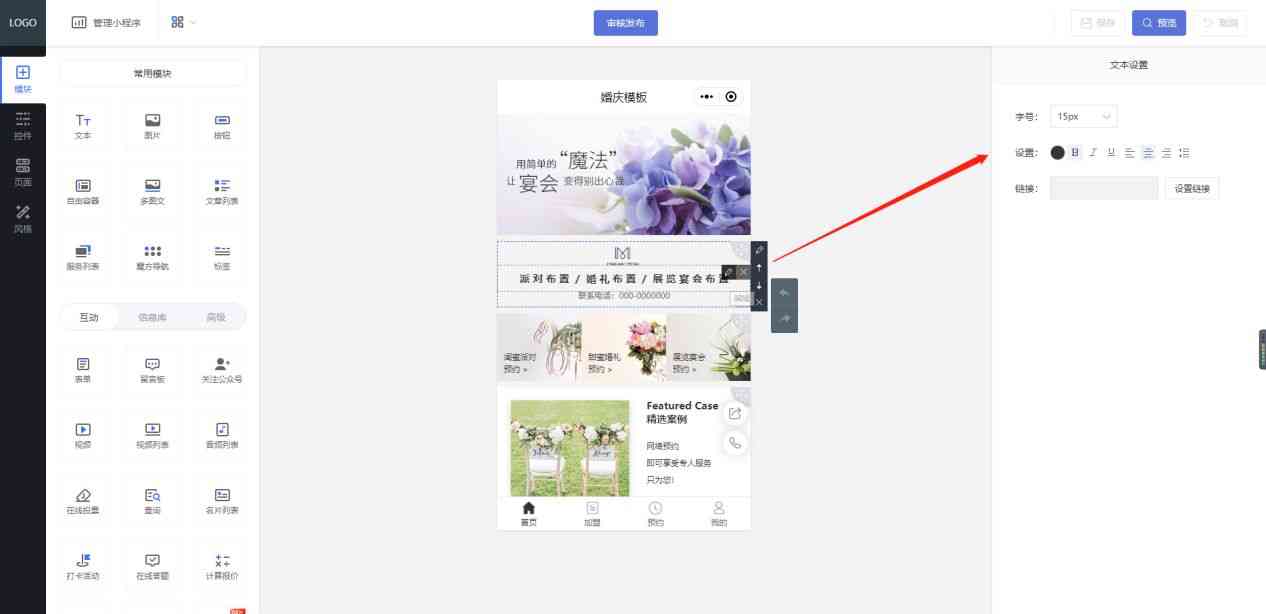 LOGO
管理小程序
审核发布
保存
预览
取消
模块
控件
页面
风格
常用模块
文本
图片
按钮
自由容器
多图文
文章列表
服务列表
魔方导航
标签
互动
信息库
高级
表单
留言板
关注公众号
视频
视频列表
音频列表
在线投票
查询
名片列表
打卡活动
在线答题
计算报价
婚庆模板
用简单的“魔法”
让 宴会 变得别出心裁
派对布置 / 婚礼布置 / 展览宴会布置
联系电话：000-0000000
闺蜜派对
预约 >
甜蜜婚礼
预约 >
展览宴会
预约 >
Featured Case
精选案例
网络预约
即可享受专人服务
只为您!
首页
加盟
预约
我的
文本设置
字号：
15px
设置：
B I U
链接：
设置链接